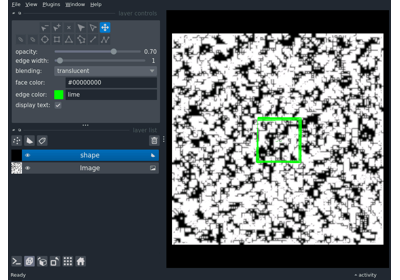 File View Plugins Window Help
layer controls
opacity: 0.70
edge width: 1
blending: translucent
face color: #00000000
edge color: lime
display text:
layer list
shape
Image
Ready
activity